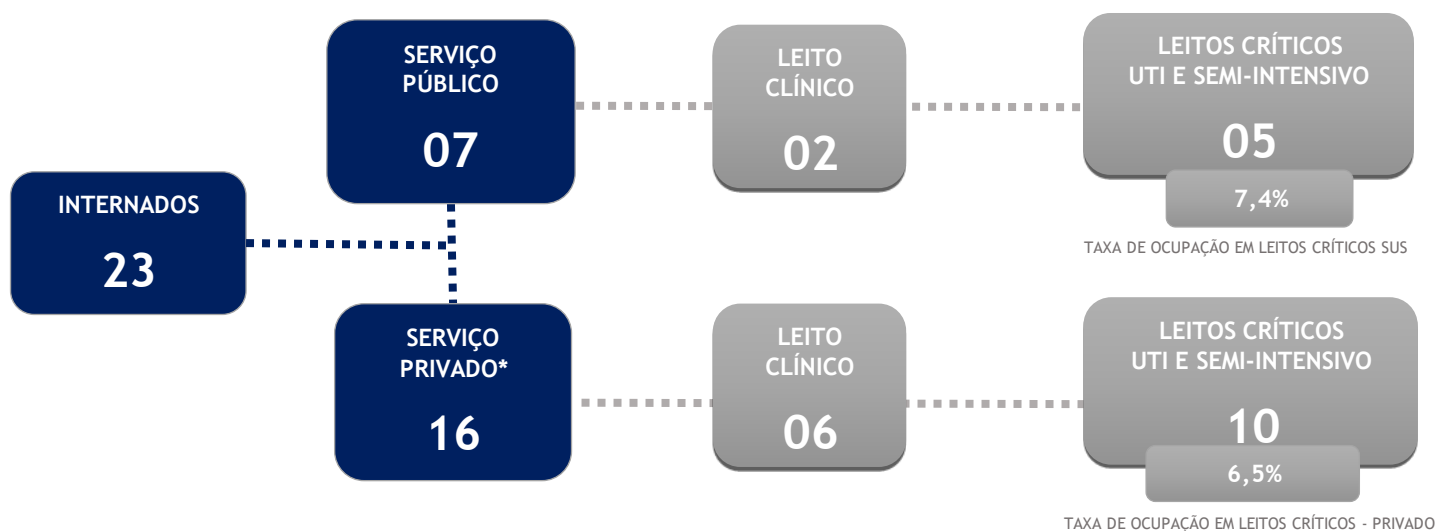 INTERNADOS
23
SERVIÇO
PÚBLICO
07
LEITO
CLÍNICO
02
LEITOS CRÍTICOS
UTI E SEMI-INTENSIVO
05
7,4%
TAXA DE OCUPAÇÃO EM LEITOS CRÍTICOS SUS
SERVIÇO
PRIVADO*
16
LEITO
CLÍNICO
06
LEITOS CRÍTICOS
UTI E SEMI-INTENSIVO
10
6,5%
TAXA DE OCUPAÇÃO EM LEITOS CRÍTICOS - PRIVADO